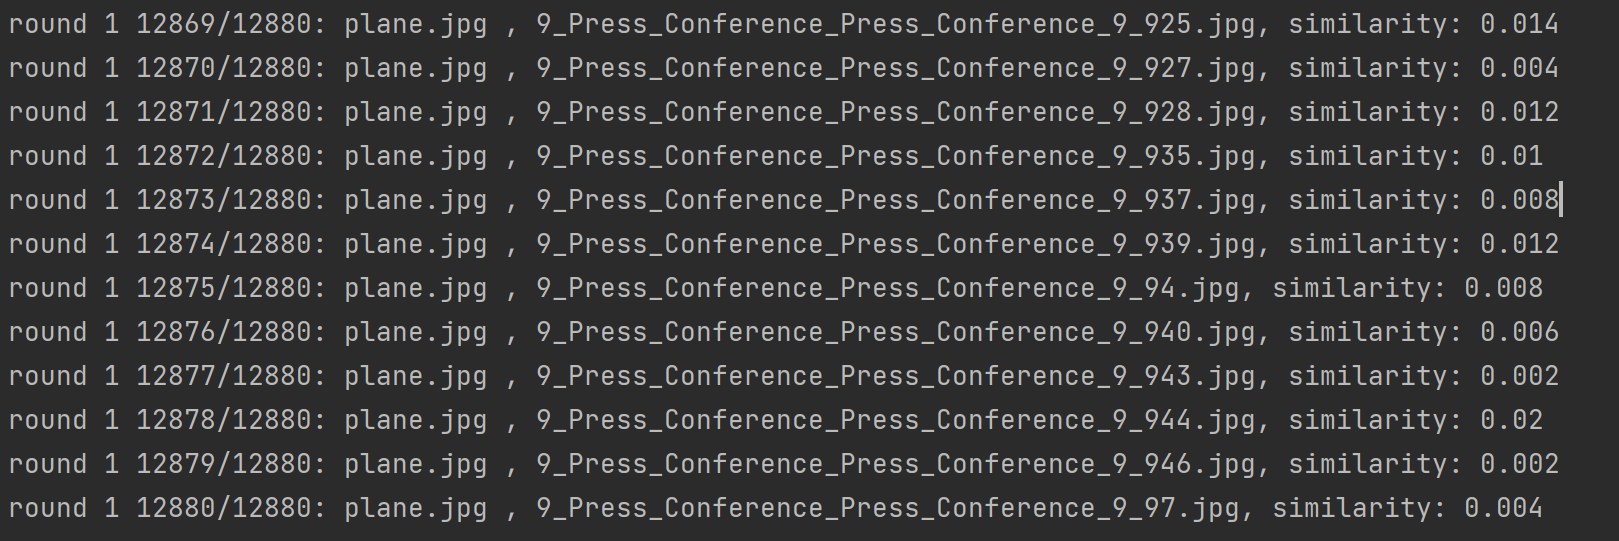 round 1 12869/12880: plane.jpg , 9_Press_Conference_Press_Conference_9_925.jpg, similarity: 0.014
round 1 12870/12880: plane.jpg , 9_Press_Conference_Press_Conference_9_927.jpg, similarity: 0.004
round 1 12871/12880: plane.jpg , 9_Press_Conference_Press_Conference_9_928.jpg, similarity: 0.012
round 1 12872/12880: plane.jpg , 9_Press_Conference_Press_Conference_9_935.jpg, similarity: 0.01
round 1 12873/12880: plane.jpg , 9_Press_Conference_Press_Conference_9_937.jpg, similarity: 0.008
round 1 12874/12880: plane.jpg , 9_Press_Conference_Press_Conference_9_939.jpg, similarity: 0.012
round 1 12875/12880: plane.jpg , 9_Press_Conference_Press_Conference_9_94.jpg, similarity: 0.008
round 1 12876/12880: plane.jpg , 9_Press_Conference_Press_Conference_9_940.jpg, similarity: 0.006
round 1 12877/12880: plane.jpg , 9_Press_Conference_Press_Conference_9_943.jpg, similarity: 0.002
round 1 12878/12880: plane.jpg , 9_Press_Conference_Press_Conference_9_944.jpg, similarity: 0.02
round 1 12879/12880: plane.jpg , 9_Press_Conference_Press_Conference_9_946.jpg, similarity: 0.002
round 1 12880/12880: plane.jpg , 9_Press_Conference_Press_Conference_9_97.jpg, similarity: 0.004